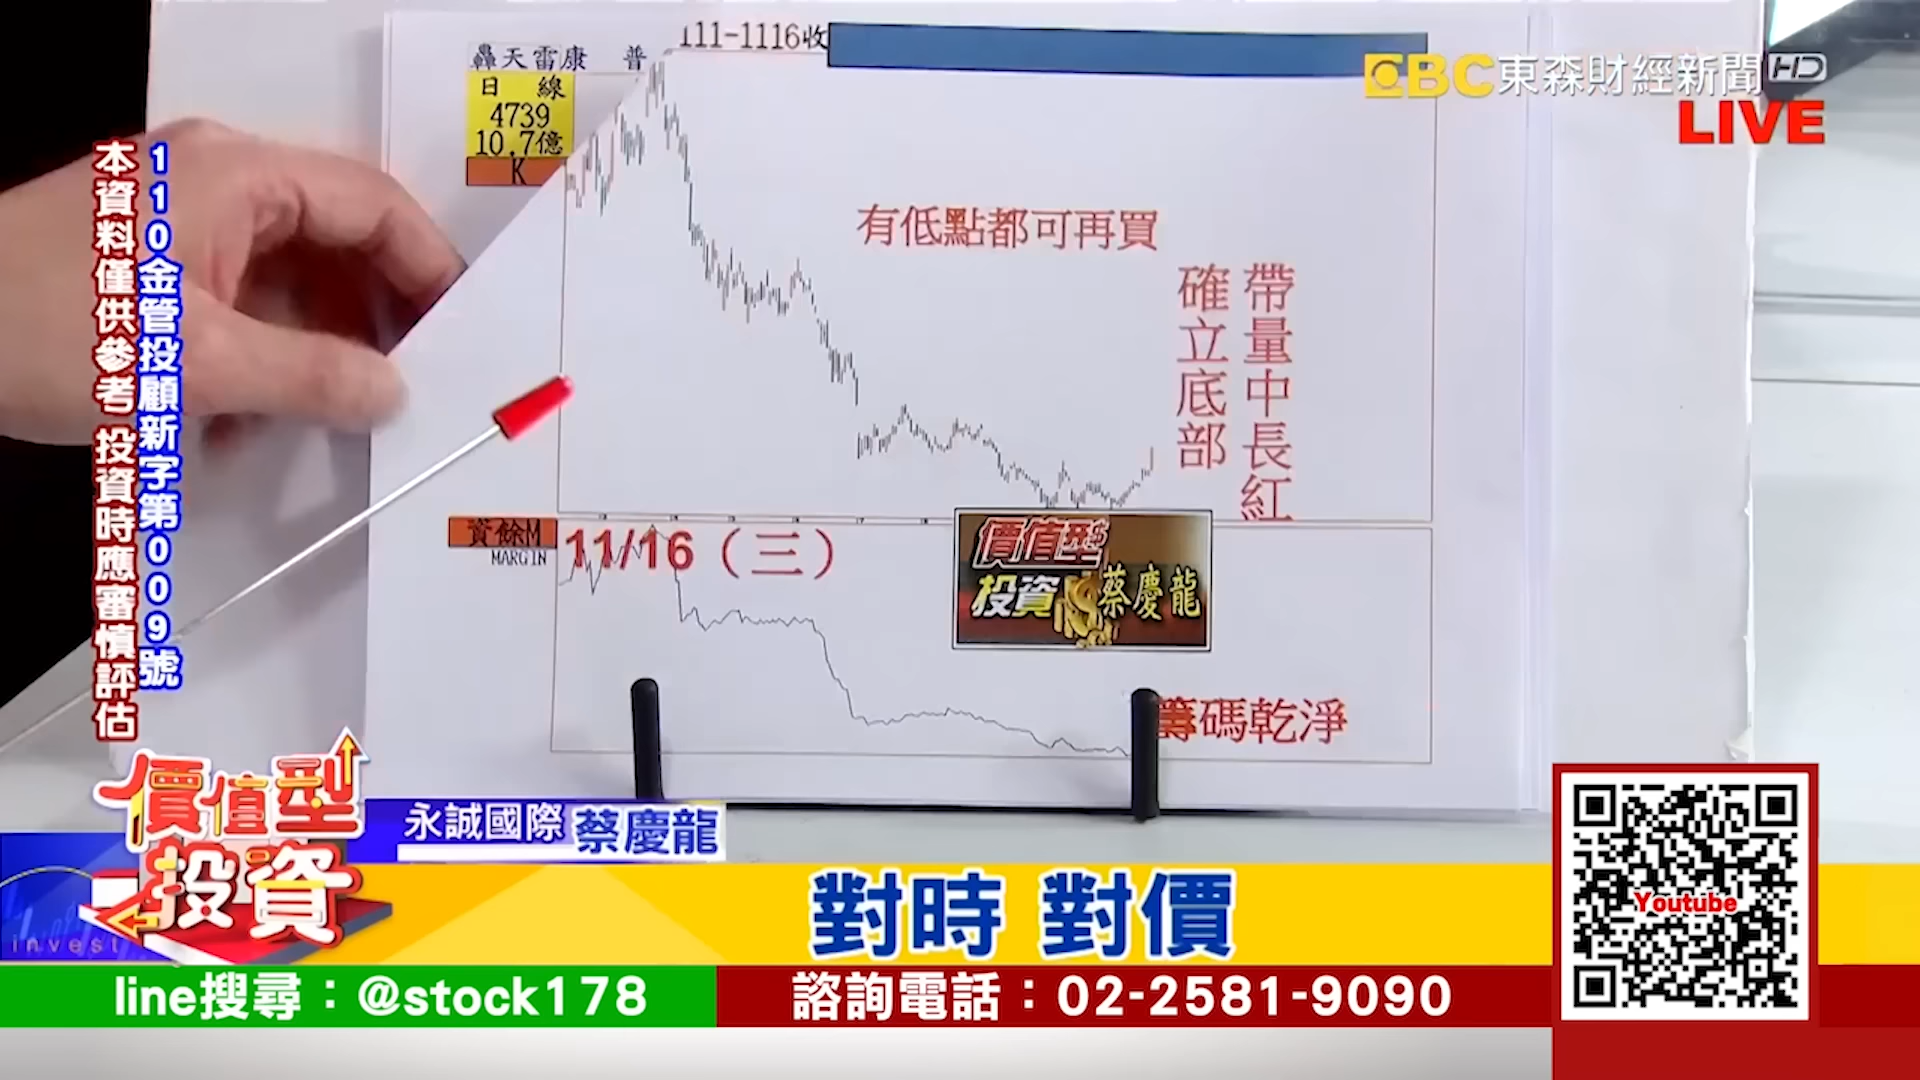 111-1116收
轟天雷康 普
日 線
4739
10.7億
K
EBC東森財經新聞HD
LIVE
有低點都可再買
帶量中長紅
確立底部
110金管投顧新字第009號
本資料僅供參考 投資時應審慎評估
資餘M
MARGIN
11/16(三)
價值型$
投資
蔡慶龍
籌碼乾淨
價值型
投資
invest
永誠國際 蔡慶龍
對時 對價
Youtube
line搜尋：@stock178
諮詢電話：02-2581-9090